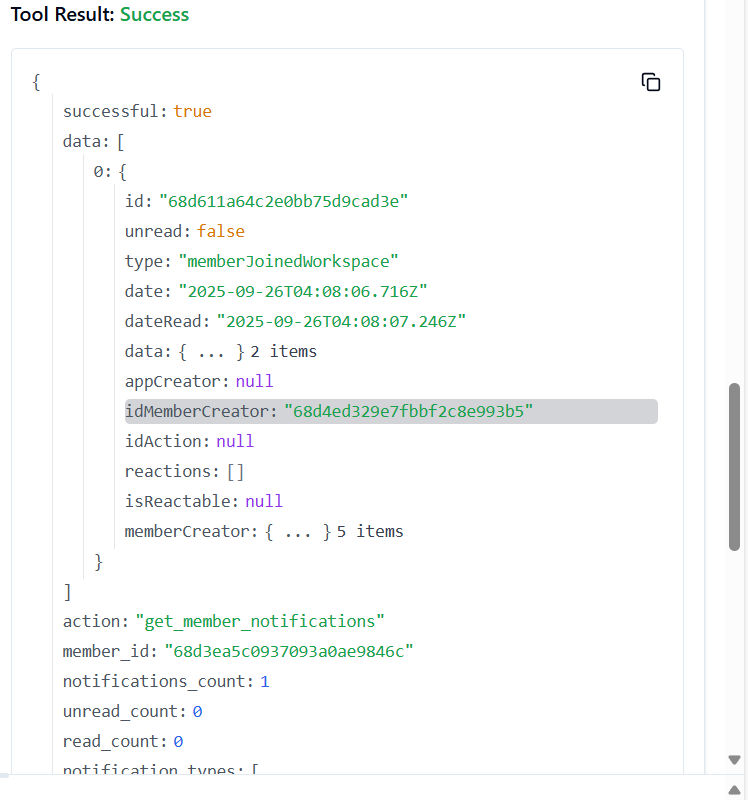 Tool Result: Success
{
successful: true
data: [
0: {
id: "68d611a64c2e0bb75d9cad3e"
unread: false
type: "memberJoinedWorkspace"
date: "2025-09-26T04:08:06.716Z"
dateRead: "2025-09-26T04:08:07.246Z"
data: { ... } 2 items
appCreator: null
idMemberCreator: "68d4ed329e7fbbf2c8e993b5"
idAction: null
reactions: []
isReactable: null
memberCreator: { ... } 5 items
}
]
action: "get_member_notifications"
member_id: "68d3ea5c0937093a0ae9846c"
notifications_count: 1
unread_count: 0
read_count: 0
notification_types: [